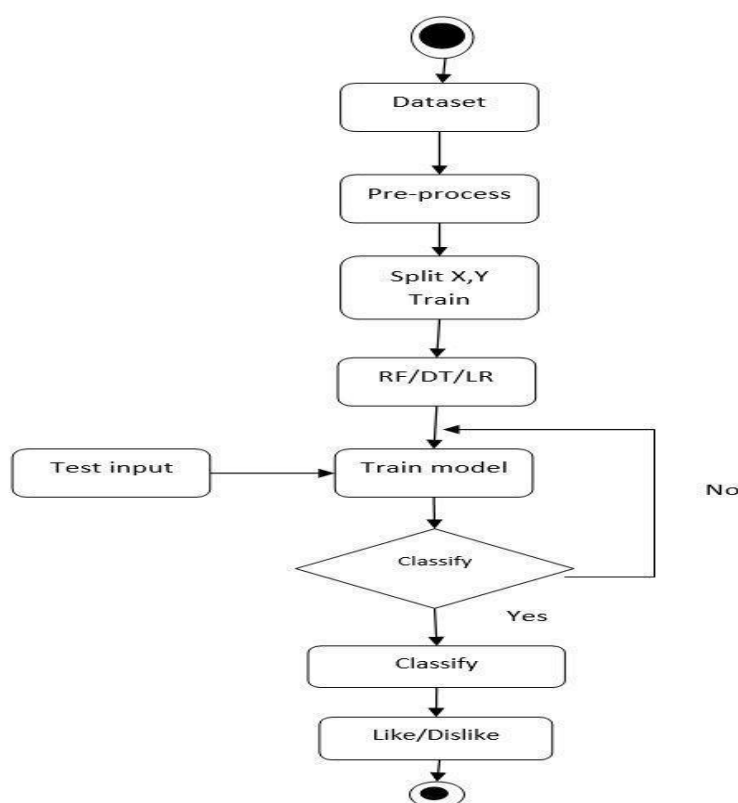 Dataset
Pre-process
Split X,Y
Train
RF/DT/LR
Test input
Train model
No
Classify
Yes
Classify
Like/Dislike